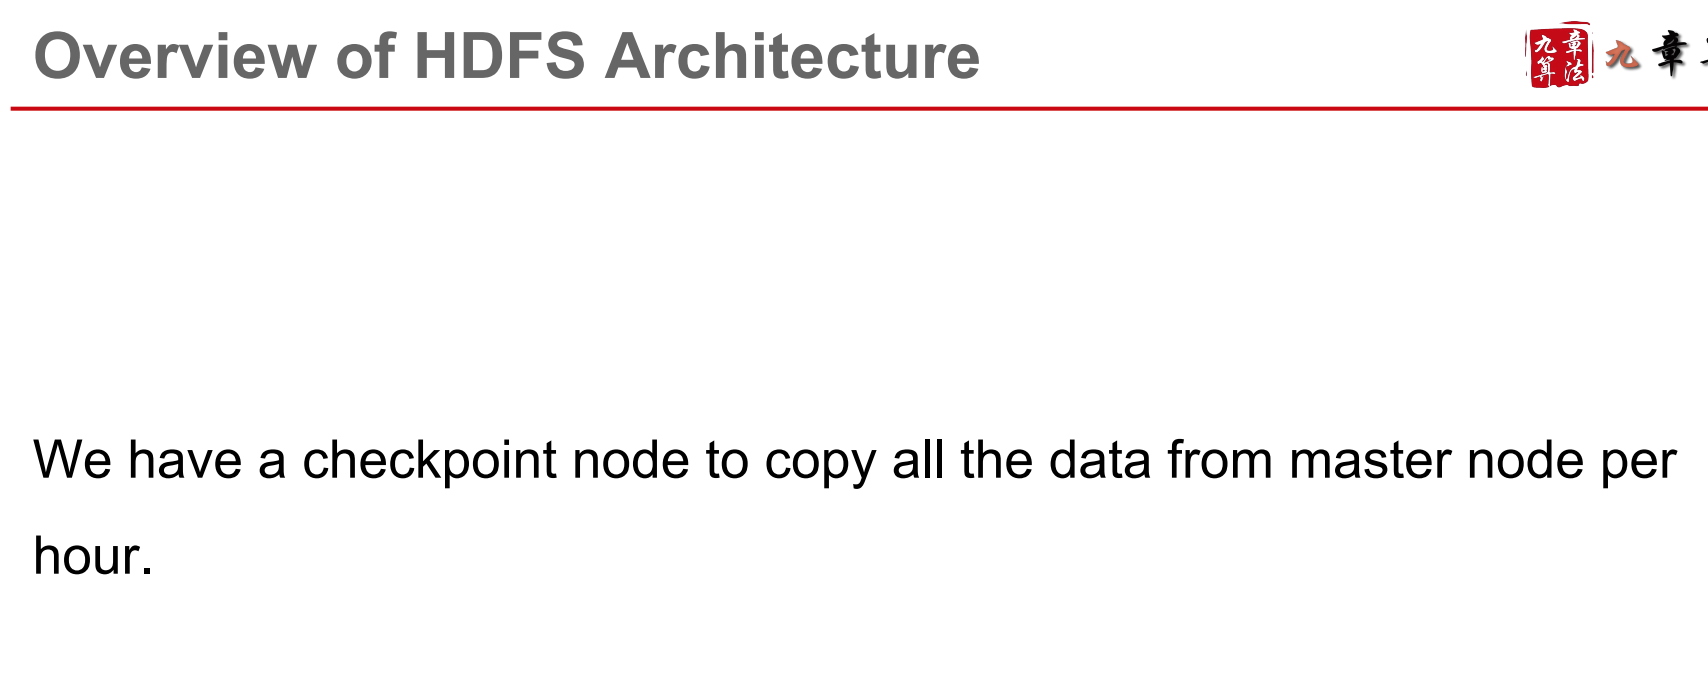 Overview of HDFS Architecture
九章算法
九章
We have a checkpoint node to copy all the data from master node per
hour.